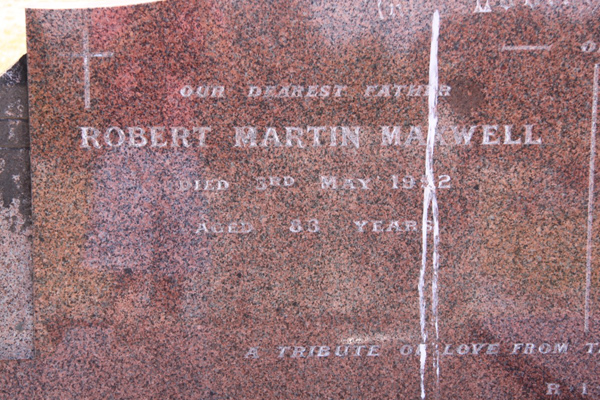 OUR DEAREST FATHER
ROBERT MARTIN MAXWELL
DIED 3RD MAY
AGED 83 YEARS
A TRIBUTE OF LOVE FROM
R.I